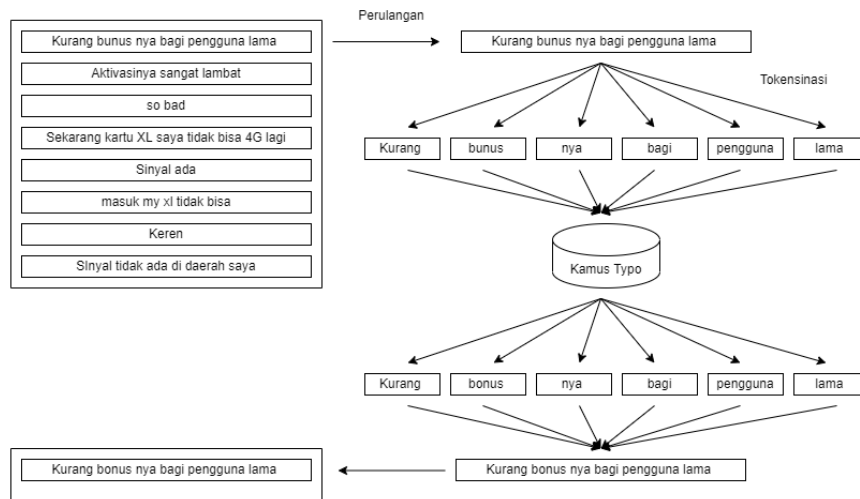 Perulangan
Kurang bunus nya bagi pengguna lama
Kurang bunus nya bagi pengguna lama
Aktivasinya sangat lambat
Tokensinasi
so bad
Sekarang kartu XL saya tidak bisa 4G lagi
Kurang
bunus
nya
bagi
pengguna
lama
Sinyal ada
masuk my xl tidak bisa
Keren
SInyal tidak ada di daerah saya
Kamus Typo
Kurang
bonus
nya
bagi
pengguna
lama
Kurang bonus nya bagi pengguna lama
Kurang bonus nya bagi pengguna lama